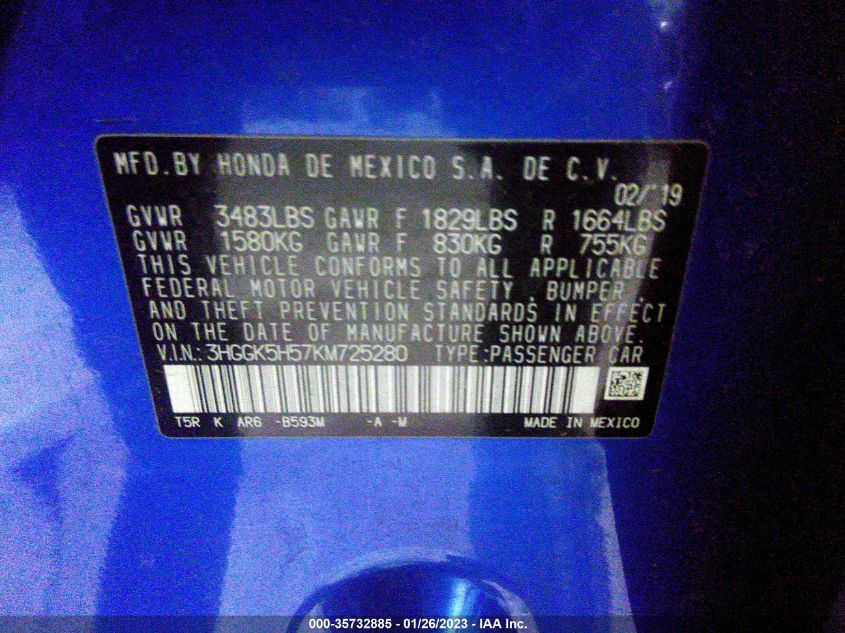 MFD.BY HONDA DE MEXICO S.A. DE C.V.
02/'19
GVWR 3483LBS GAWR F 1829LBS R 1664LBS
GVWR 1580KG GAWR F 830KG R 755KG
THIS VEHICLE CONFORMS TO ALL APPLICABLE
FEDERAL MOTOR VEHICLE SAFETY, BUMPER,
AND THEFT PREVENTION STANDARDS IN EFFECT
ON THE DATE OF MANUFACTURE SHOWN ABOVE.
V.I.N.: 3HGGK5H57KM725280 TYPE:PASSENGER CAR
T5R K AR6 -B593M -A -M MADE IN MEXICO
000-35732885 - 01/26/2023 - IAA Inc.